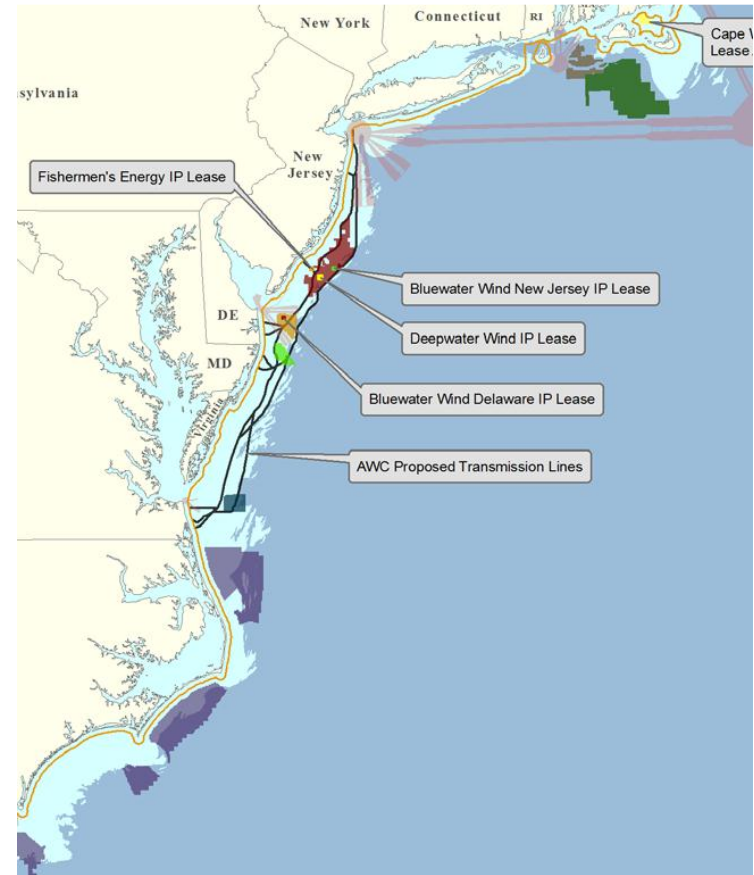 New York
Connecticut
RI
Cape W
Lease
sylvania
New
Jersey
Fishermen's Energy IP Lease
Bluewater Wind New Jersey IP Lease
DE
Deepwater Wind IP Lease
MD
Bluewater Wind Delaware IP Lease
Virginia
AWC Proposed Transmission Lines